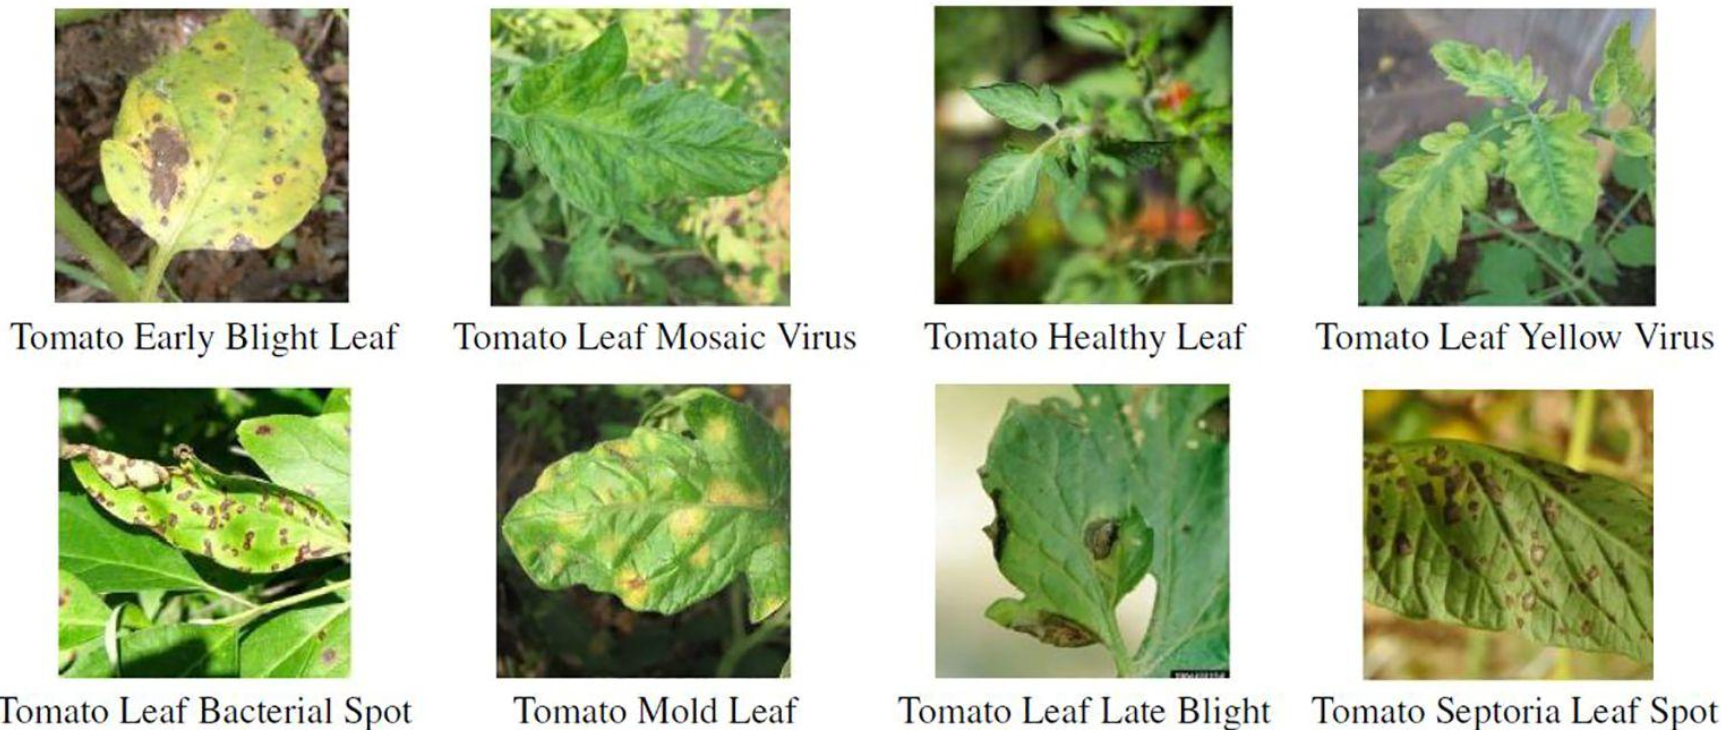 Tomato Early Blight Leaf
Tomato Leaf Mosaic Virus
Tomato Healthy Leaf
Tomato Leaf Yellow Virus
Tomato Leaf Bacterial Spot
Tomato Mold Leaf
Tomato Leaf Late Blight
Tomato Septoria Leaf Spot